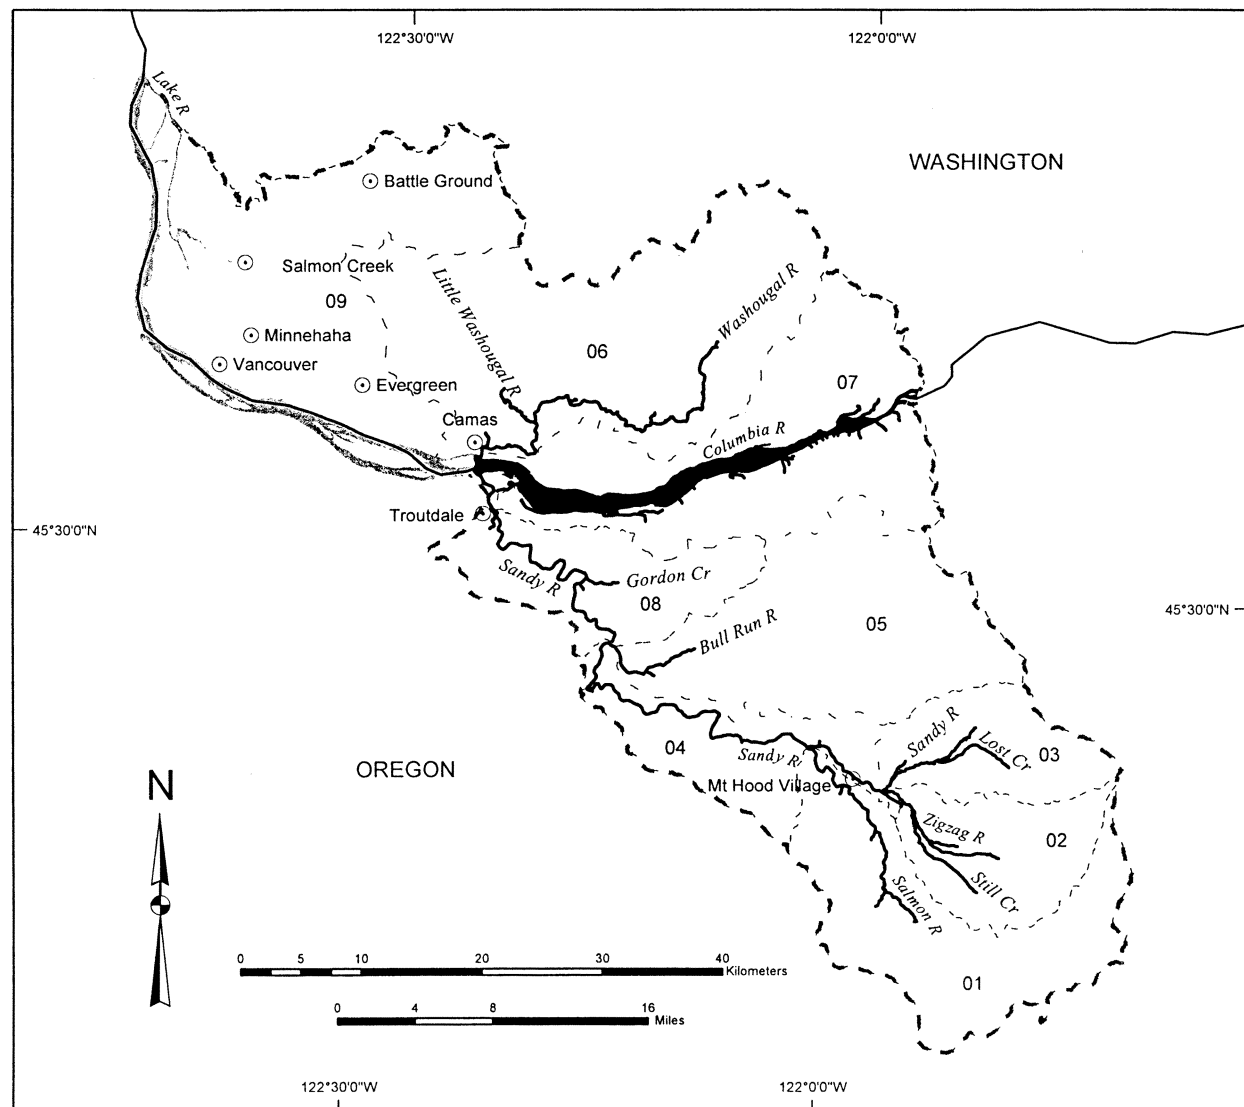 122°30'0"W
122°0'0"W
Lake R
WASHINGTON
Battle Ground
Salmon Creek
09
Little Washougal R
Washougal R
Minnehaha
06
Vancouver
07
Evergreen
Camas
Columbia R
Troutdale
45°30'0"N
Sandy R
Gordon Cr
08
45°30'0"N
Bull Run R
05
Sandy R
Lost Cr
03
04
Sandy R
OREGON
Mt Hood Village
N
Zigzag R
02
Still Cr
Salmon R
01
0 5 10 20 30 40
Kilometers
0 4 8 16
Miles
122°30'0"W
122°0'0"W